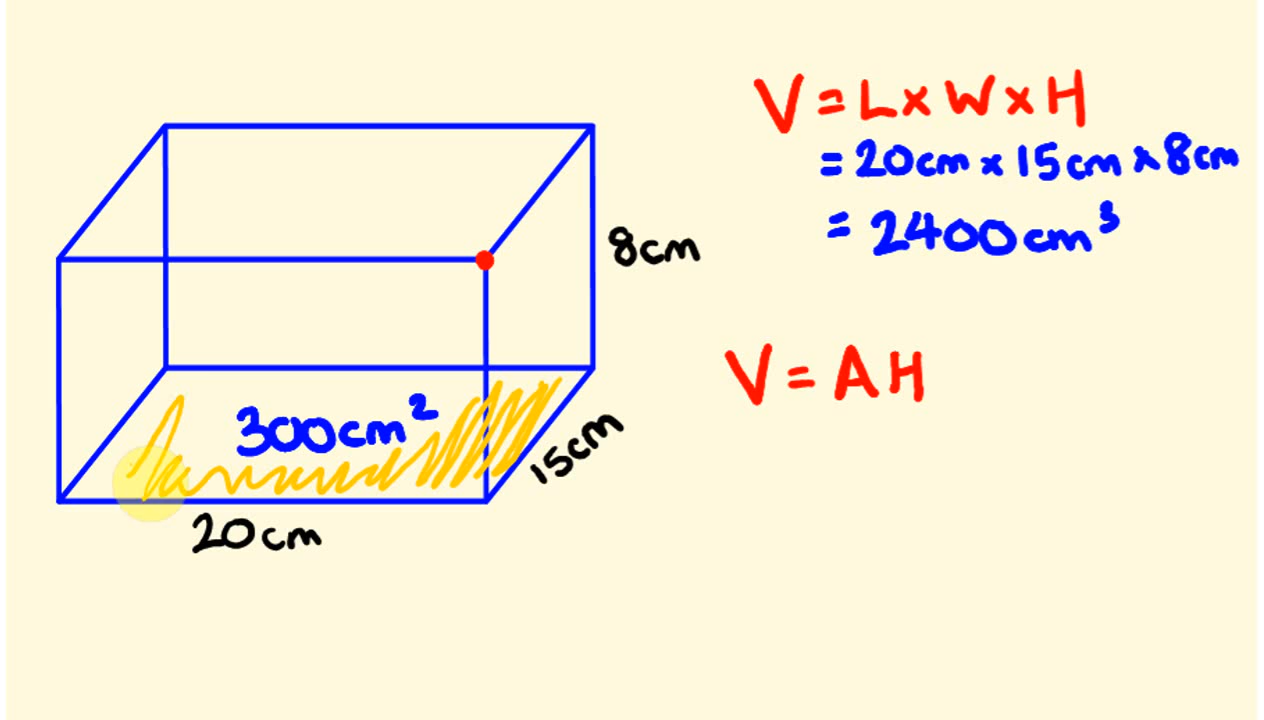 V = L x W x H
= 20cm x 15cm x 8cm
= 2400cm³
8cm
V = AH
300cm²
15cm
20cm